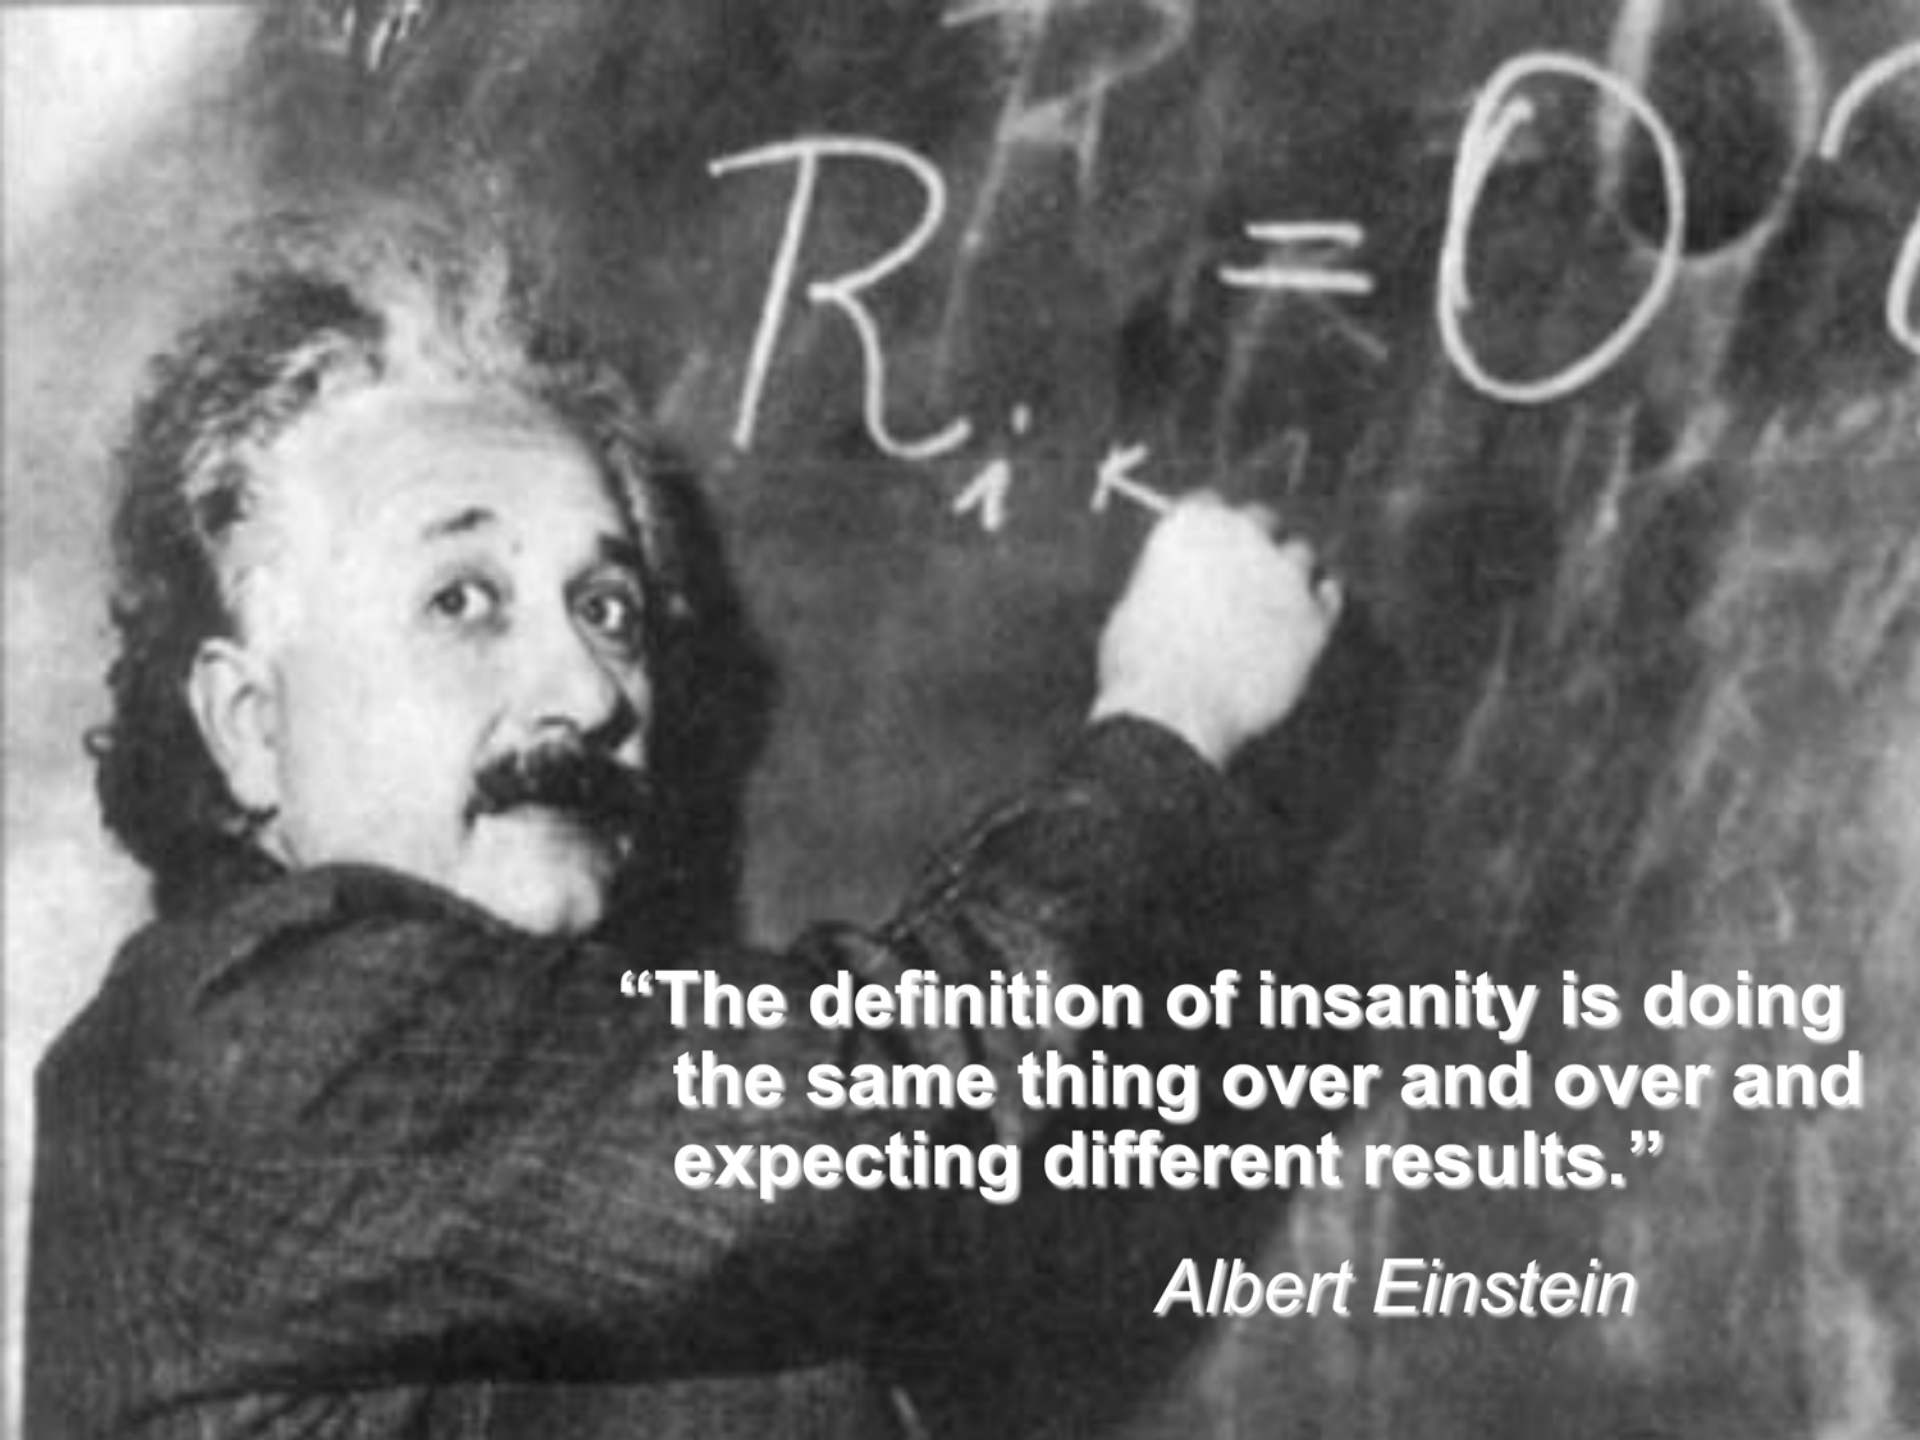 R i K = 0
“The definition of insanity is doing
the same thing over and over and
expecting different results.”
Albert Einstein